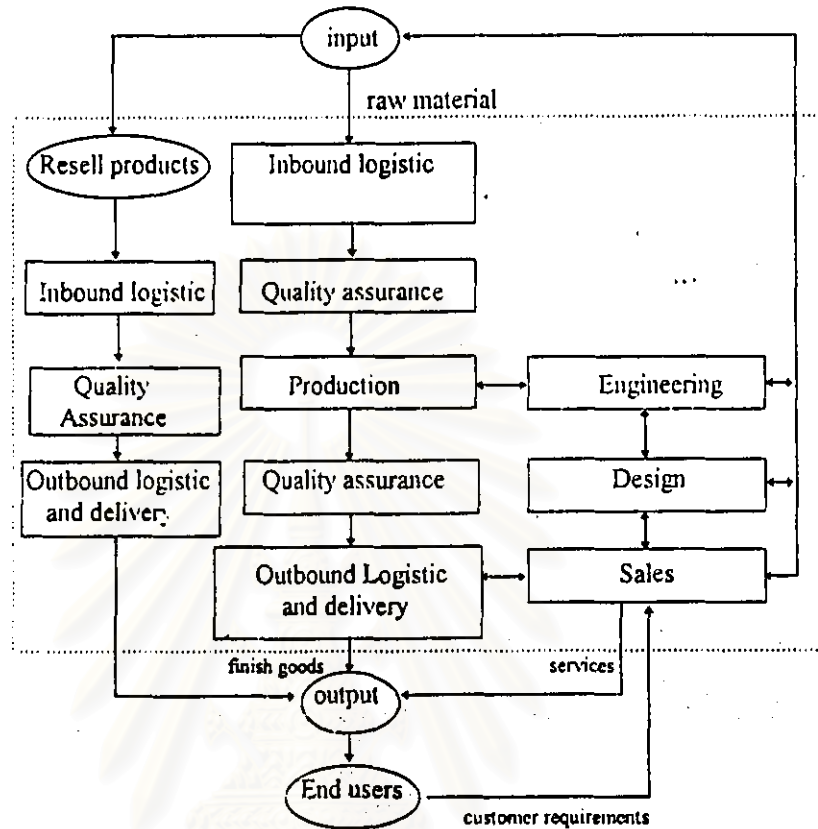 input
raw material
Resell products
Inbound logistic
Inbound logistic
Quality assurance
Quality
Assurance
Production
Engineering
Outbound logistic
and delivery
Quality assurance
Design
Outbound Logistic
and delivery
Sales
finish goods
services
output
End users
customer requirements